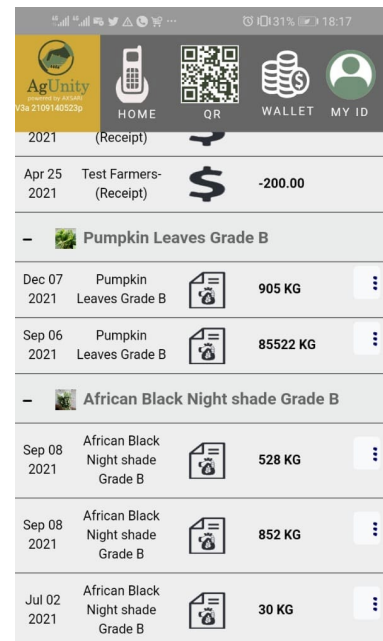 31% 18:17
AgUnity
powered by AKSARI
V3a 2109140523p
HOME
QR
WALLET
MY ID
2021 (Receipt)
Apr 25 2021 Test Farmers- (Receipt) -200.00
– Pumpkin Leaves Grade B
Dec 07 2021 Pumpkin Leaves Grade B 905 KG
Sep 06 2021 Pumpkin Leaves Grade B 85522 KG
– African Black Night shade Grade B
Sep 08 2021 African Black Night shade Grade B 528 KG
Sep 08 2021 African Black Night shade Grade B 852 KG
Jul 02 2021 African Black Night shade Grade B 30 KG